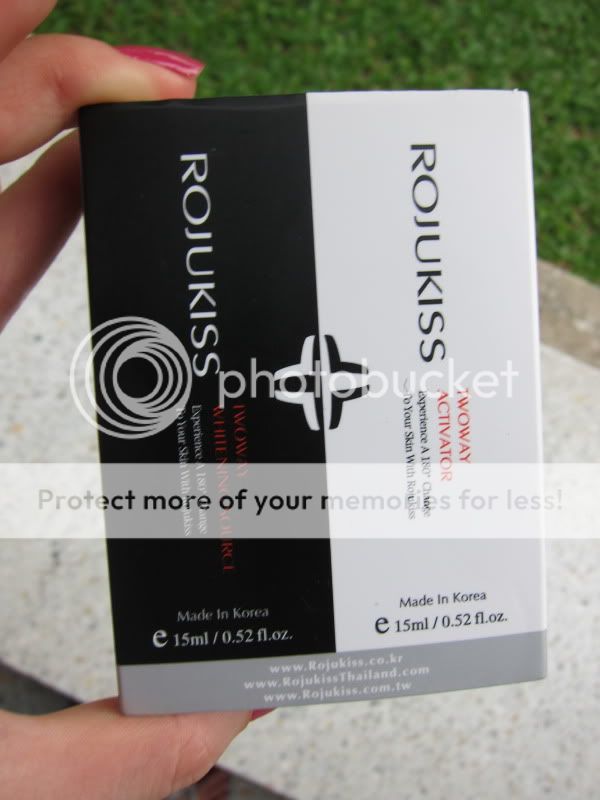 ROJUKISS
TWOWAY
WHITENING SOURCE
Experience A 180° Change
To Your Skin With Rojukiss
Made In Korea
e 15ml / 0.52 fl.oz.
ROJUKISS
TWOWAY
ACTIVATOR
Experience A 180° Change
To Your Skin With Rojukiss
Made In Korea
e 15ml / 0.52 fl.oz.
www.Rojukiss.co.kr
www.RojukissThailand.com
www.Rojukiss.com.tw
photobucket
Protect more of your memories for less!